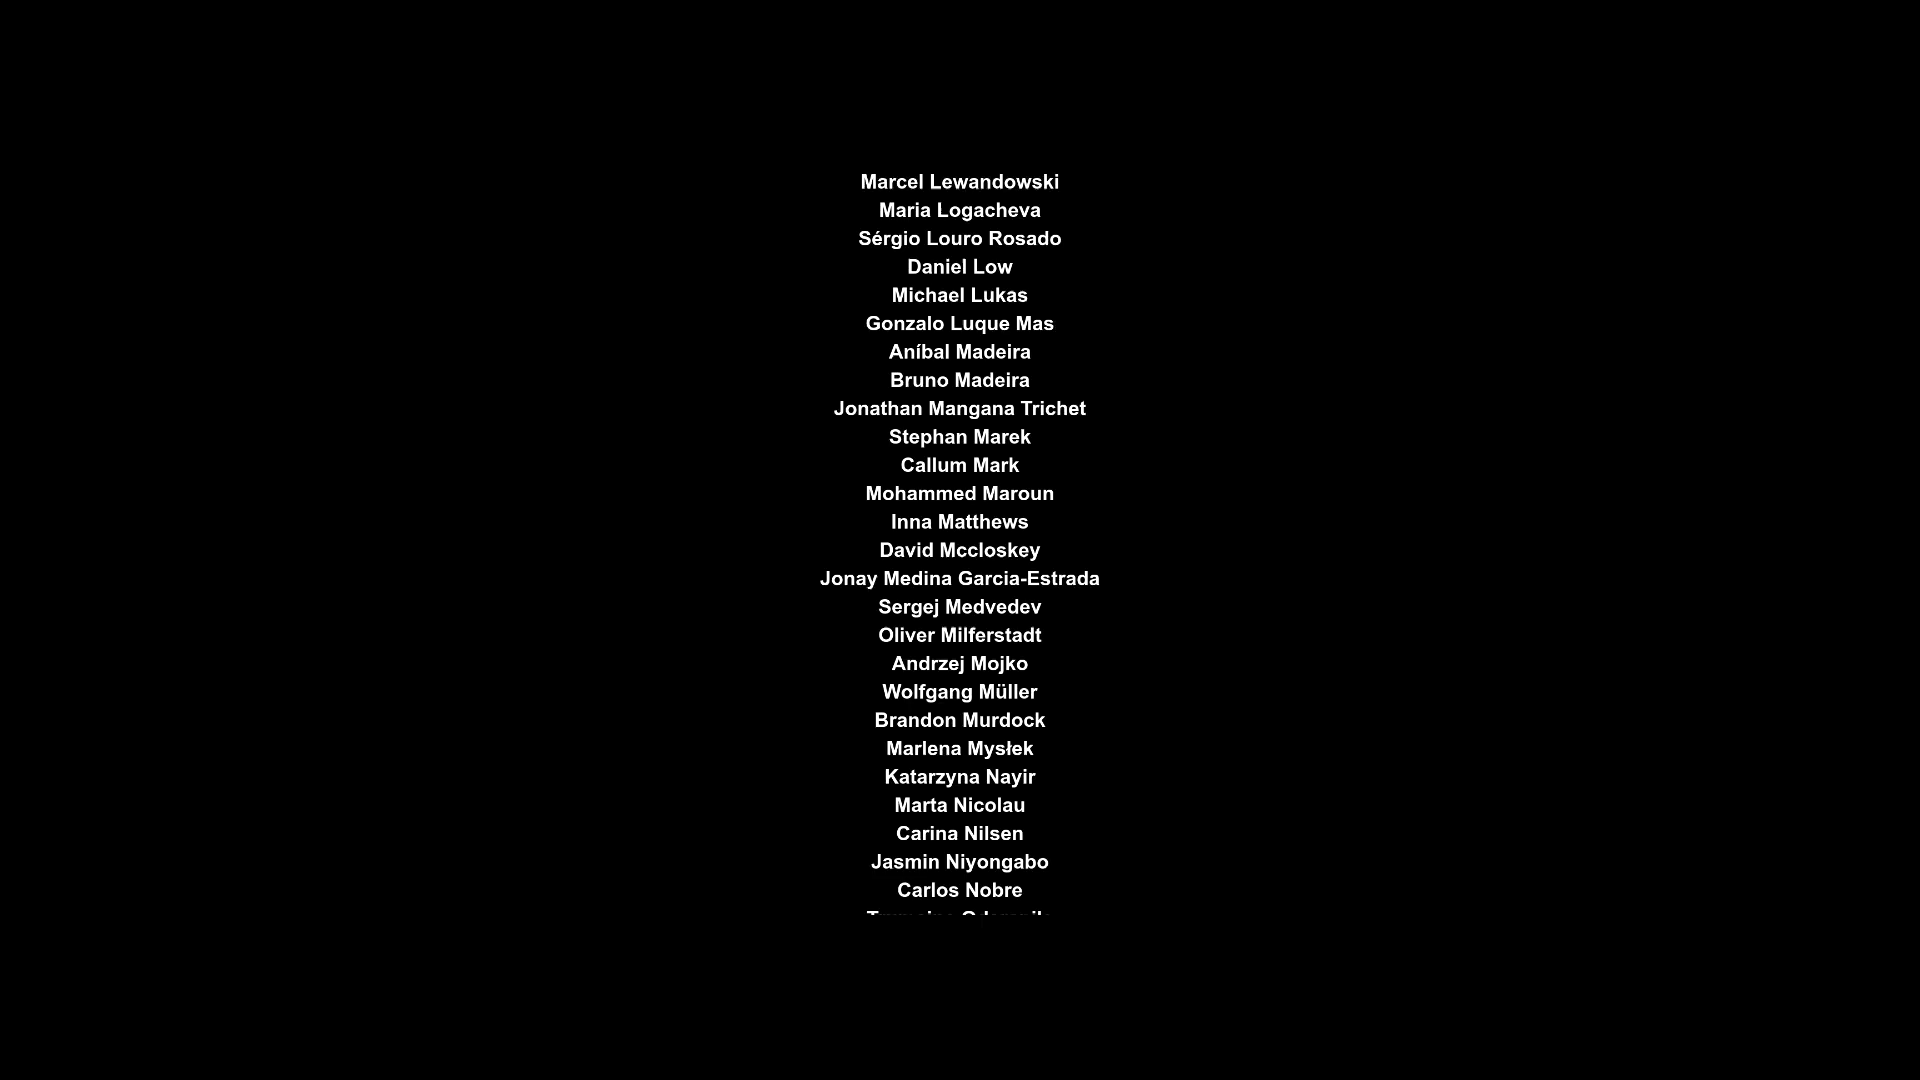 Marcel Lewandowski
Maria Logacheva
Sérgio Louro Rosado
Daniel Low
Michael Lukas
Gonzalo Luque Mas
Aníbal Madeira
Bruno Madeira
Jonathan Mangana Trichet
Stephan Marek
Callum Mark
Mohammed Maroun
Inna Matthews
David Mccloskey
Jonay Medina Garcia-Estrada
Sergej Medvedev
Oliver Milferstadt
Andrzej Mojko
Wolfgang Müller
Brandon Murdock
Marlena Mysłek
Katarzyna Nayir
Marta Nicolau
Carina Nilsen
Jasmin Niyongabo
Carlos Nobre